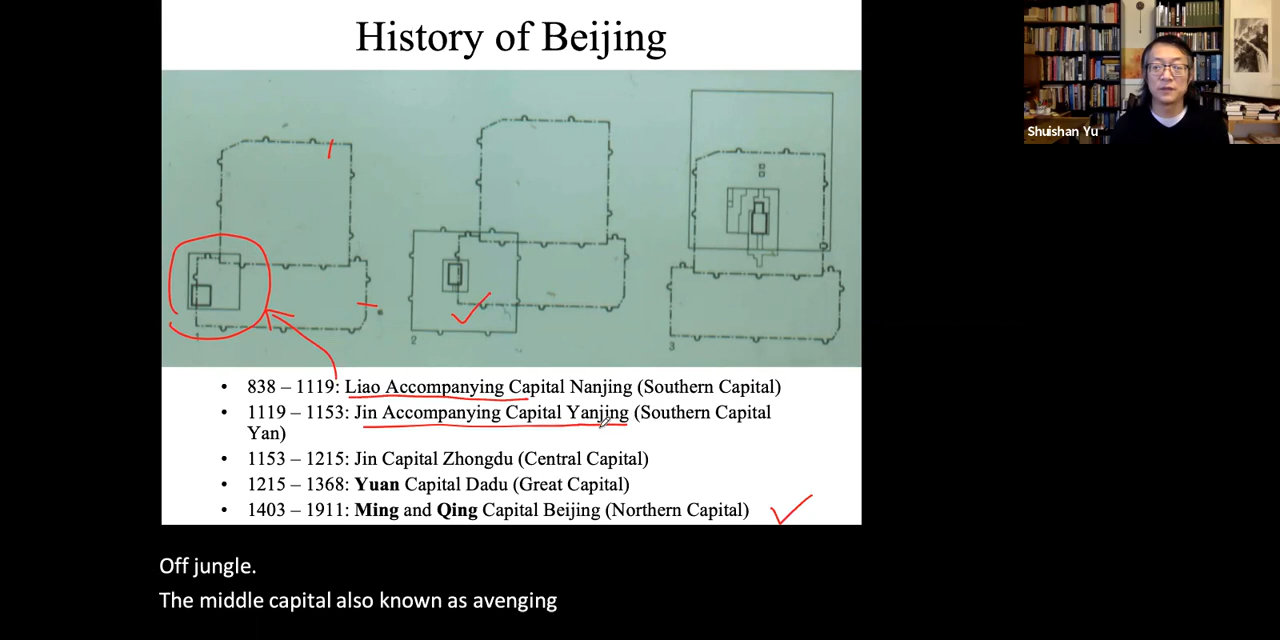 History of Beijing
Shuishan Yu
1
2
3
• 838 – 1119: Liao Accompanying Capital Nanjing (Southern Capital)
• 1119 – 1153: Jin Accompanying Capital Yanjing (Southern Capital
Yan)
• 1153 – 1215: Jin Capital Zhongdu (Central Capital)
• 1215 – 1368: Yuan Capital Dadu (Great Capital)
• 1403 – 1911: Ming and Qing Capital Beijing (Northern Capital)
Off jungle.
The middle capital also known as avenging